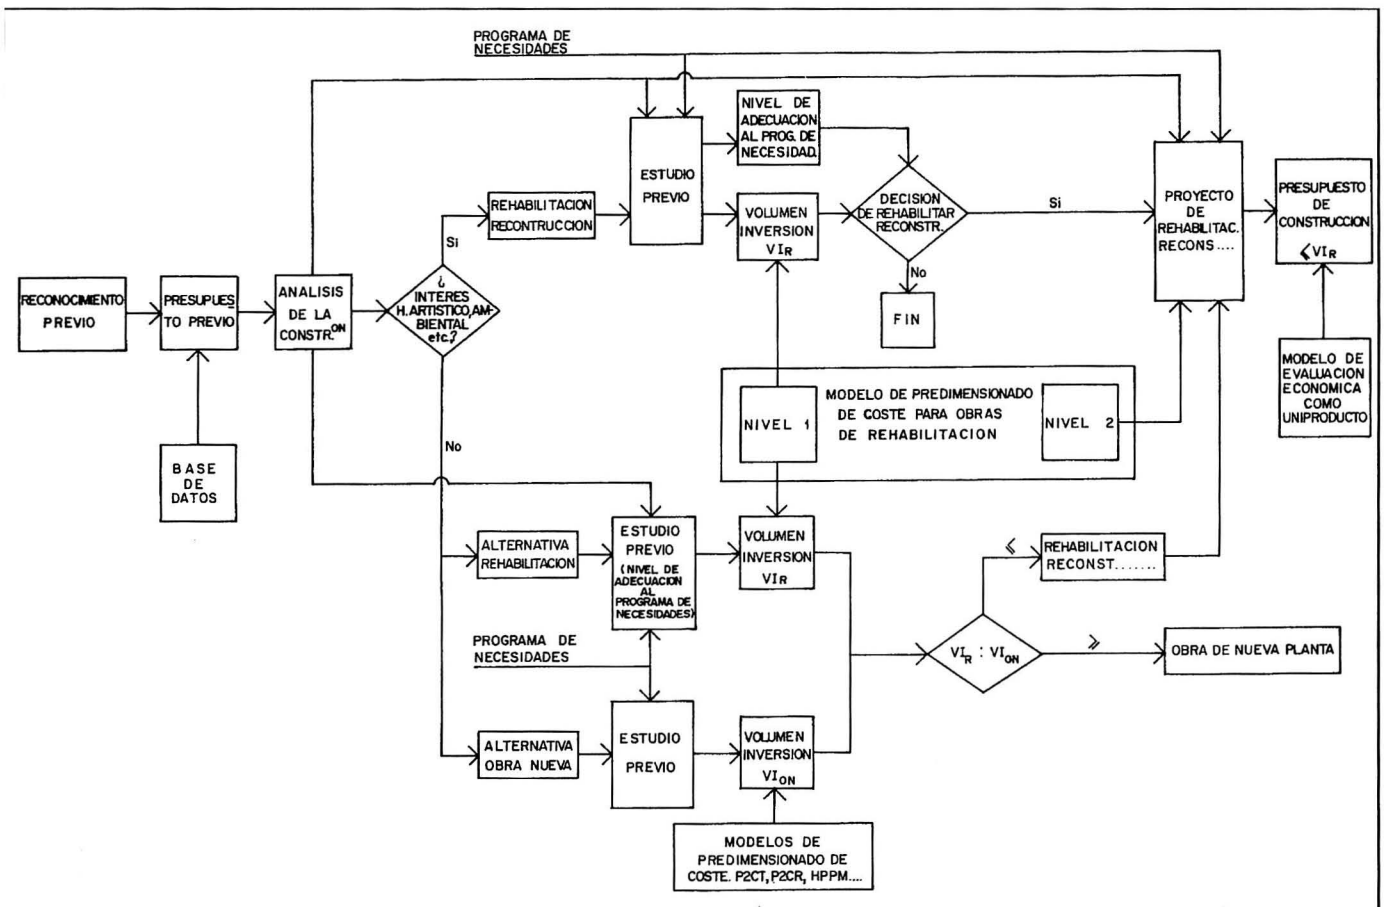 PROGRAMA DE
NECESIDADES
NIVEL DE
ADECUACION
AL PROG. DE
NECESIDAD.
ESTUDIO
PREVIO
REHABILITACION
RECONTRUCCION
VOLUMEN
INVERSION
VIR
DECISION
DE REHABILITAR
RECONSTR.
Si
No
FIN
PROYECTO
DE
REHABILITAC.
RECONS....
PRESUPUESTO
DE
CONSTRUCCION
⩽ VIR
RECONOCIMIENTO
PREVIO
PRESUPUES
TO PREVIO
ANALISIS
DE LA
CONSTR.ON
Si
¿
INTERES
H.ARTISTICO, AM-
BIENTAL
etc.?
No
BASE
DE
DATOS
NIVEL 1
MODELO DE PREDIMENSIONADO
DE COSTE PARA OBRAS
DE REHABILITACION
NIVEL 2
MODELO DE
EVALUACION
ECONOMICA
COMO
UNIPRODUCTO
ALTERNATIVA
REHABILITACION
ESTUDIO
PREVIO
(NIVEL DE
ADECUACION
AL
PROGRAMA DE
NECESIDADES)
VOLUMEN
INVERSION
VIR
⩽
REHABILITACION
RECONST.......
PROGRAMA DE
NECESIDADES
VIR : VION
⩾
OBRA DE NUEVA PLANTA
ALTERNATIVA
OBRA NUEVA
ESTUDIO
PREVIO
VOLUMEN
INVERSION
VION
MODELOS DE
PREDIMENSIONADO DE
COSTE. P2CT, P2CR, HPPM....